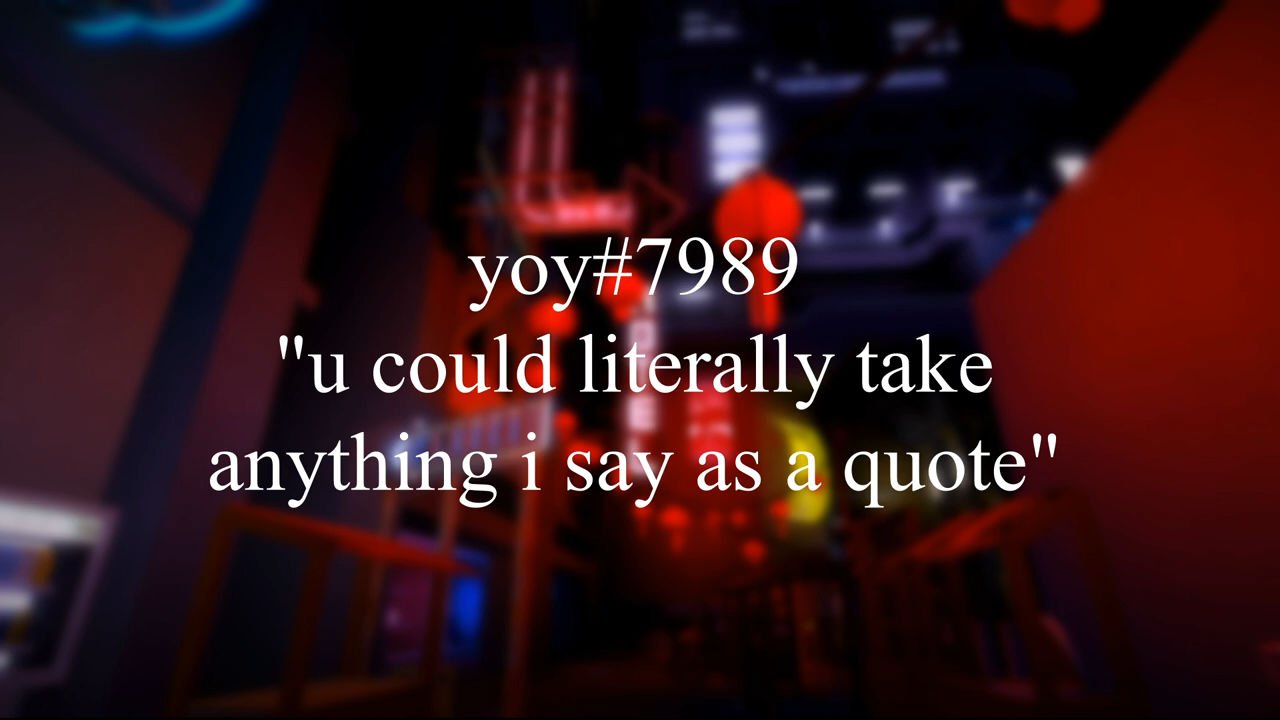 yoy#7989
"u could literally take
anything i say as a quote"